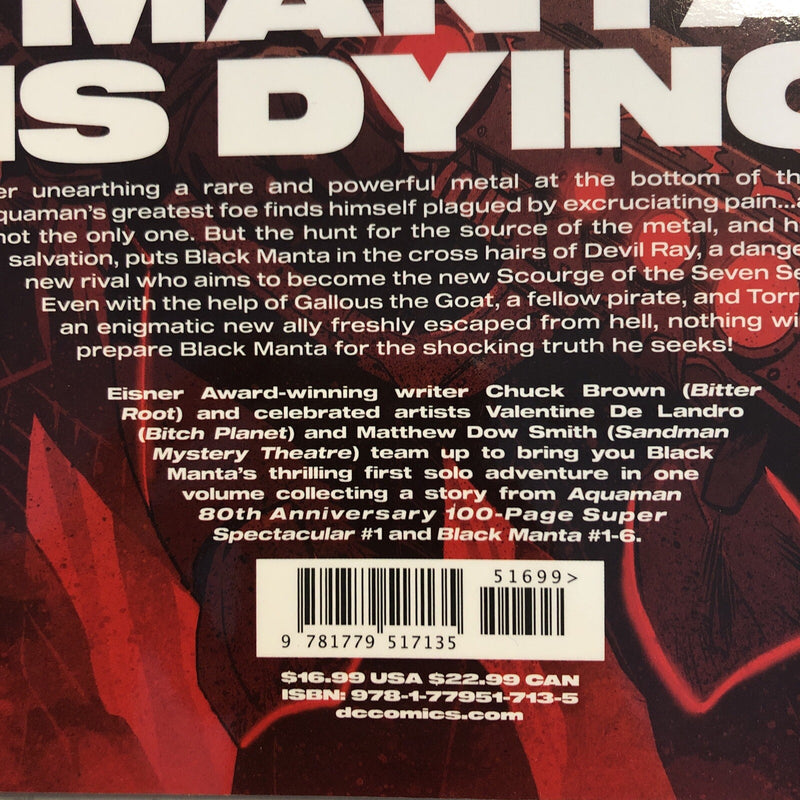 MANTA
IS DYING
er unearthing a rare and powerful metal at the bottom of th
quaman's greatest foe finds himself plagued by excruciating pain...a
not the only one. But the hunt for the source of the metal, and h
salvation, puts Black Manta in the cross hairs of Devil Ray, a dange
new rival who aims to become the new Scourge of the Seven Se
Even with the help of Gallous the Goat, a fellow pirate, and Torr
an enigmatic new ally freshly escaped from hell, nothing wi
prepare Black Manta for the shocking truth he seeks!
Eisner Award-winning writer Chuck Brown (Bitter
Root) and celebrated artists Valentine De Landro
(Bitch Planet) and Matthew Dow Smith (Sandman
Mystery Theatre) team up to bring you Black
Manta's thrilling first solo adventure in one
volume collecting a story from Aquaman
80th Anniversary 100-Page Super
Spectacular #1 and Black Manta #1-6.
51699>
9 781779 517135
$16.99 USA $22.99 CAN
ISBN: 978-1-77951-713-5
dccomics.com